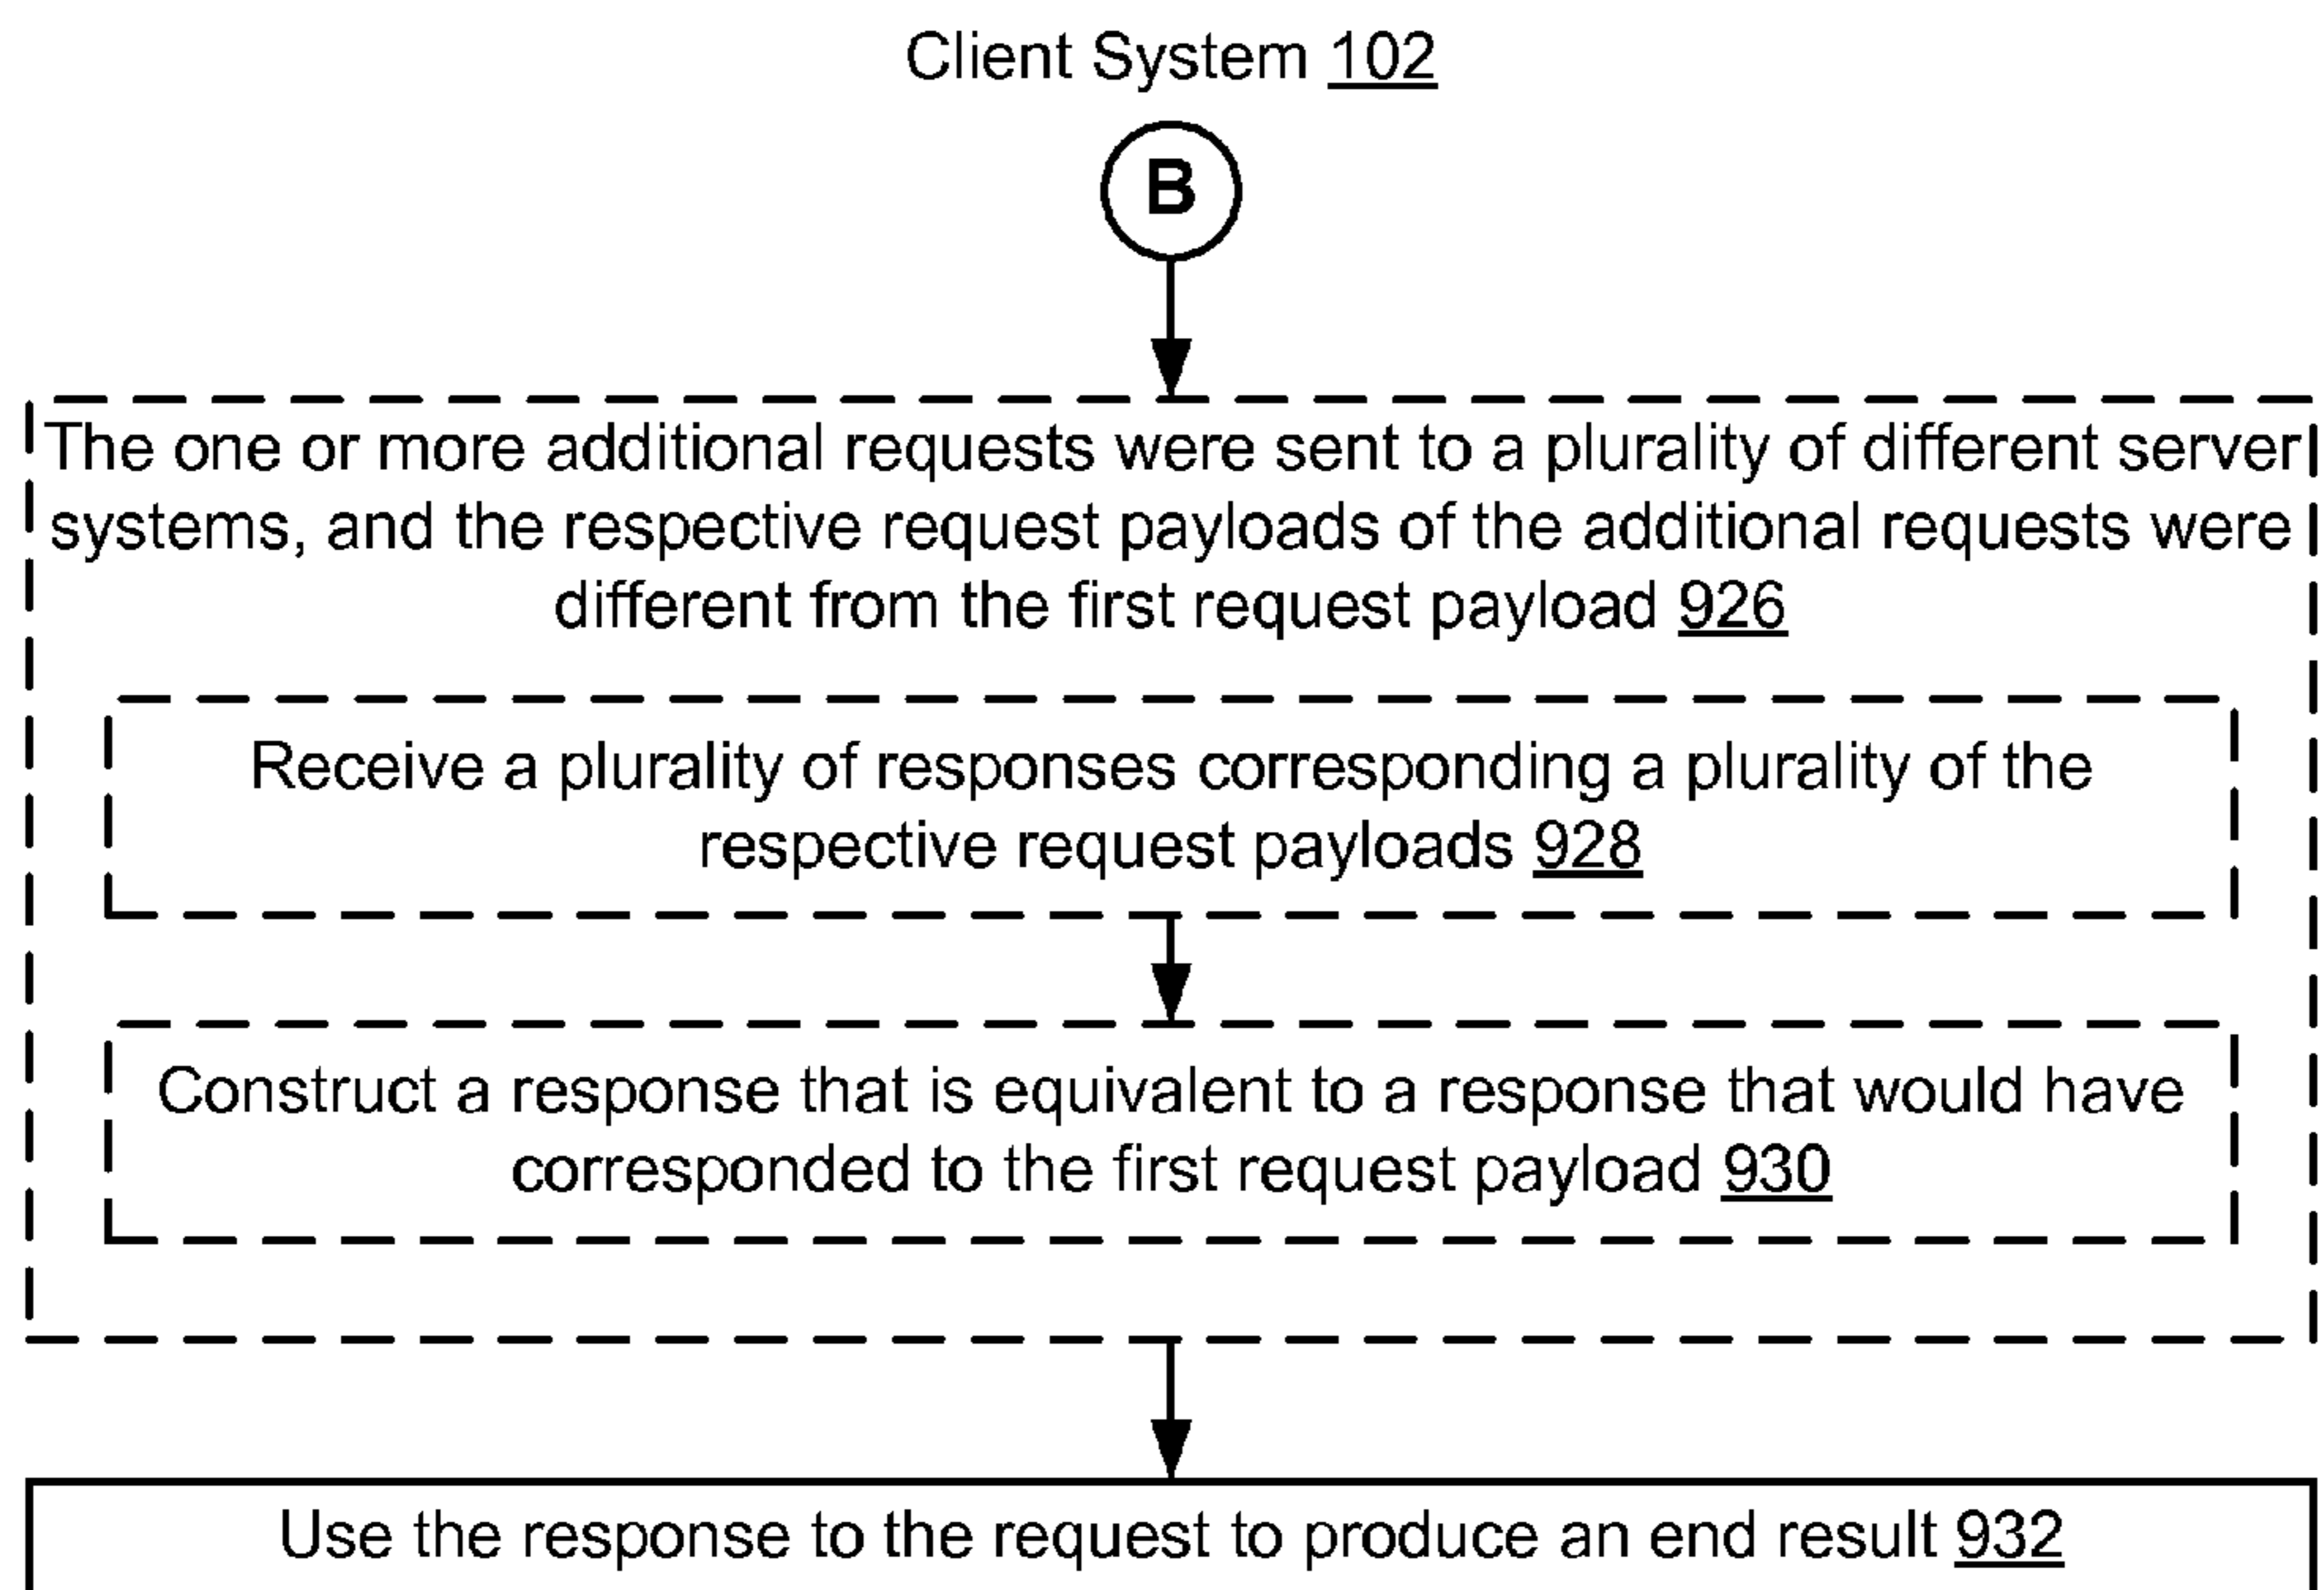 Client System 102
B
The one or more additional requests were sent to a plurality of different server
systems, and the respective request payloads of the additional requests were
different from the first request payload 926
Receive a plurality of responses corresponding a plurality of the
respective request payloads 928
Construct a response that is equivalent to a response that would have
corresponded to the first request payload 930
Use the response to the request to produce an end result 932